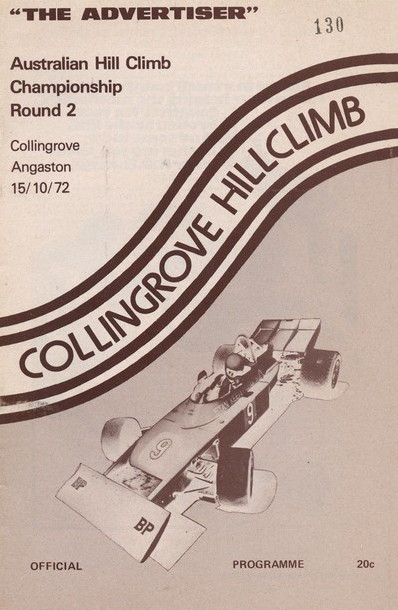 "THE ADVERTISER"
130
Australian Hill Climb
Championship
Round 2
Collingrove
Angaston
15/10/72
COLLINGROVE HILLCLIMB
9
9
BP
BP
OFFICIAL PROGRAMME 20c